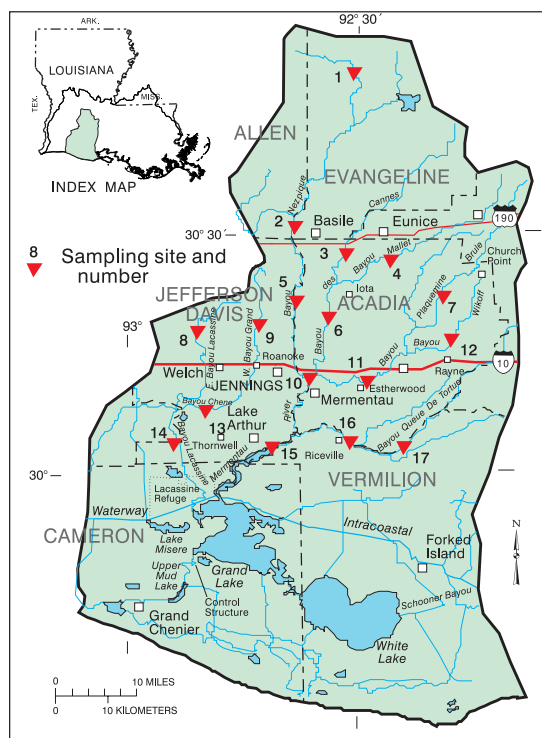 92° 30'
ARK.
LOUISIANA
TEX.
MISS.
INDEX MAP
1
ALLEN
EVANGELINE
Nezpique
Cannes
190
2
Basile
Eunice
30° 30'
8
Sampling site and
number
3
des
Bayou
Mallet
4
Brule
Church
Point
5
Bayou
Iota
Plaquemine
7
Wikoff
JEFFERSON
DAVIS
ACADIA
93°
8
Bayou Lacassine
9
W. Bayou Grand
6
Bayou
Roanoke
11
Bayou
12
10
Welch
JENNINGS
10
Estherwood
Rayne
Mermentau
Bayou Chene
Lake
Arthur
River
Bayou Queue De Tortue
14
13
Thornwell
16
Bayou Lacassine
Mermentau
15
Riceville
17
30°
VERMILION
Lacassine
Refuge
Waterway
Intracoastal
CAMERON
Lake
Misere
N
Forked
Island
Upper
Mud
Lake
Grand
Lake
Control
Structure
Schooner Bayou
Grand
Chenier
White
Lake
0
10 MILES
0
10 KILOMETERS